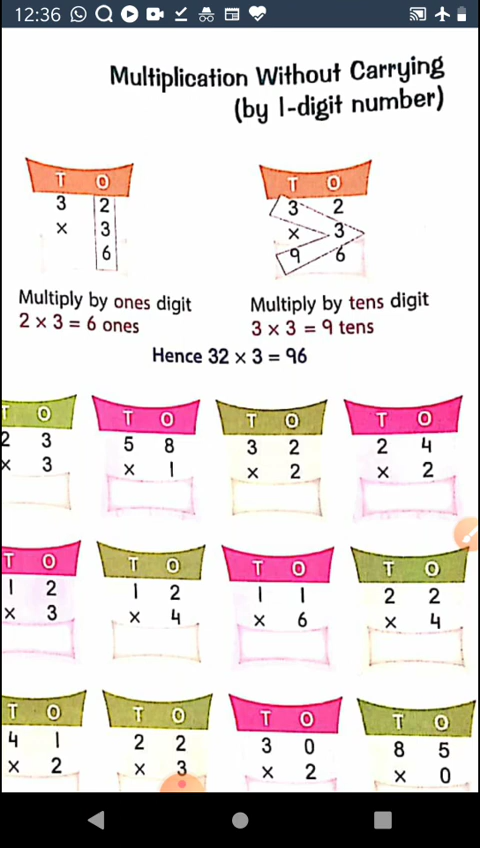 12:36
Multiplication Without Carrying
(by 1-digit number)
T O
3 2
x 3
6
T O
3 2
x 3
9 6
Multiply by ones digit
2 x 3 = 6 ones
Multiply by tens digit
3 x 3 = 9 tens
Hence 32 x 3 = 96
T O
2 3
x 3
T O
5 8
x 1
T O
3 2
x 2
T O
2 4
x 2
T O
1 2
x 3
T O
1 2
x 4
T O
1 1
x 6
T O
2 2
x 4
T O
4 1
x 2
T O
2 2
x 3
T O
3 0
x 2
T O
8 5
x 0